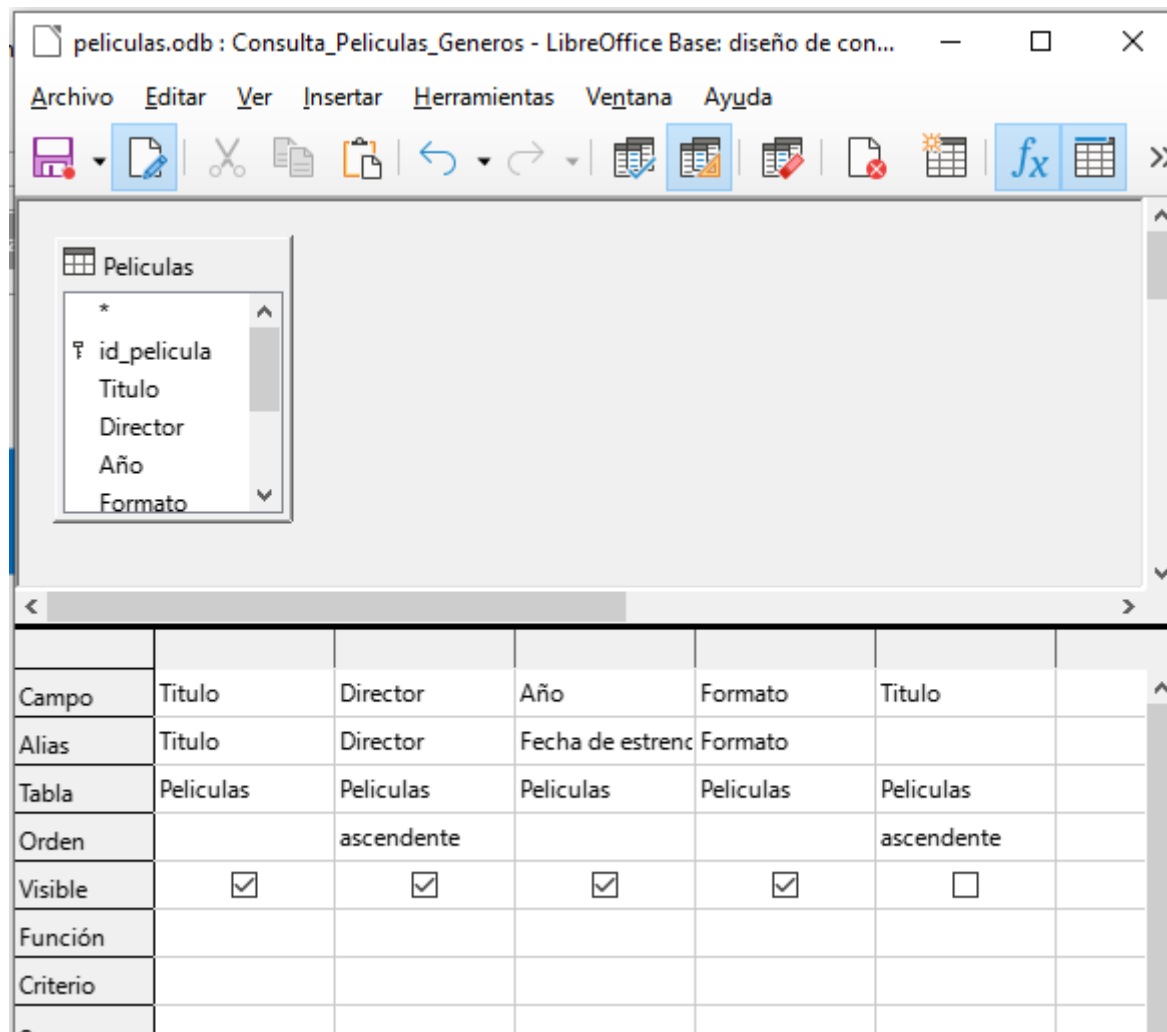 peliculas.odb : Consulta_Peliculas_Generos - LibreOffice Base: diseño de con...
Archivo Editar Ver Insertar Herramientas Ventana Ayuda
Peliculas
*
id_pelicula
Titulo
Director
Año
Formato
Campo Titulo Director Año Formato Titulo
Alias Titulo Director Fecha de estreno Formato
Tabla Peliculas Peliculas Peliculas Peliculas Peliculas
Orden ascendente ascendente
Visible
Función
Criterio